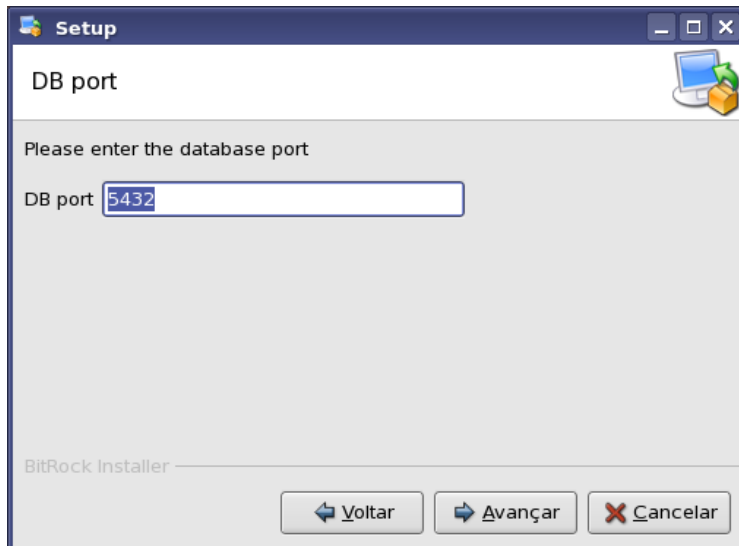 Setup
DB port
Please enter the database port
DB port 5432
BitRock Installer
Voltar Avançar Cancelar